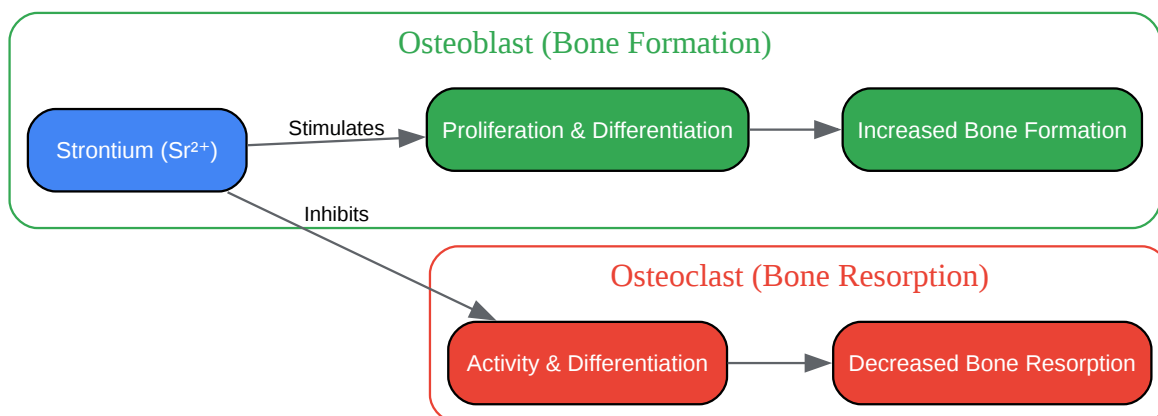 Osteoblast (Bone Formation)
Strontium (Sr²⁺)
Stimulates
Proliferation & Differentiation
Increased Bone Formation
Inhibits
Osteoclast (Bone Resorption)
Activity & Differentiation
Decreased Bone Resorption